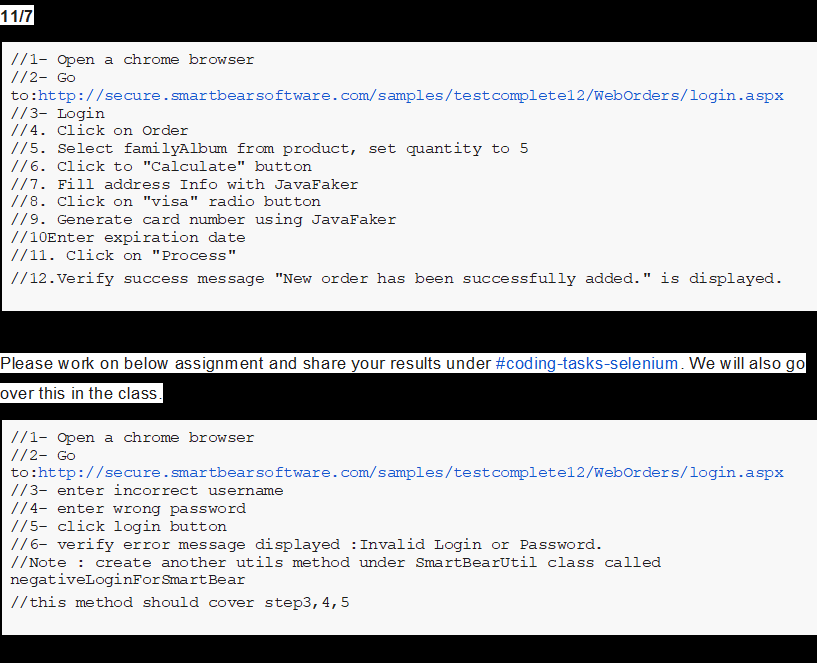 11/7
//1- Open a chrome browser
//2- Go
to:http://secure.smartbearsoftware.com/samples/testcomplete12/WebOrders/login.aspx
//3- Login
//4. Click on Order
//5. Select familyAlbum from product, set quantity to 5
//6. Click to "Calculate" button
//7. Fill address Info with JavaFaker
//8. Click on "visa" radio button
//9. Generate card number using JavaFaker
//10Enter expiration date
//11. Click on "Process"
//12.Verify success message "New order has been successfully added." is displayed.
Please work on below assignment and share your results under #coding-tasks-selenium. We will also go
over this in the class.
//1- Open a chrome browser
//2- Go
to:http://secure.smartbearsoftware.com/samples/testcomplete12/WebOrders/login.aspx
//3- enter incorrect username
//4- enter wrong password
//5- click login button
//6- verify error message displayed :Invalid Login or Password.
//Note : create another utils method under SmartBearUtil class called
negativeLoginForSmartBear
//this method should cover step3,4,5